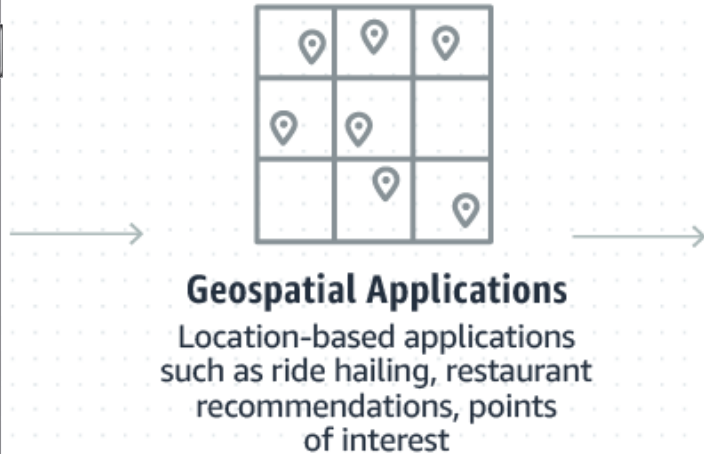 Geospatial Applications
Location-based applications
such as ride hailing, restaurant
recommendations, points
of interest